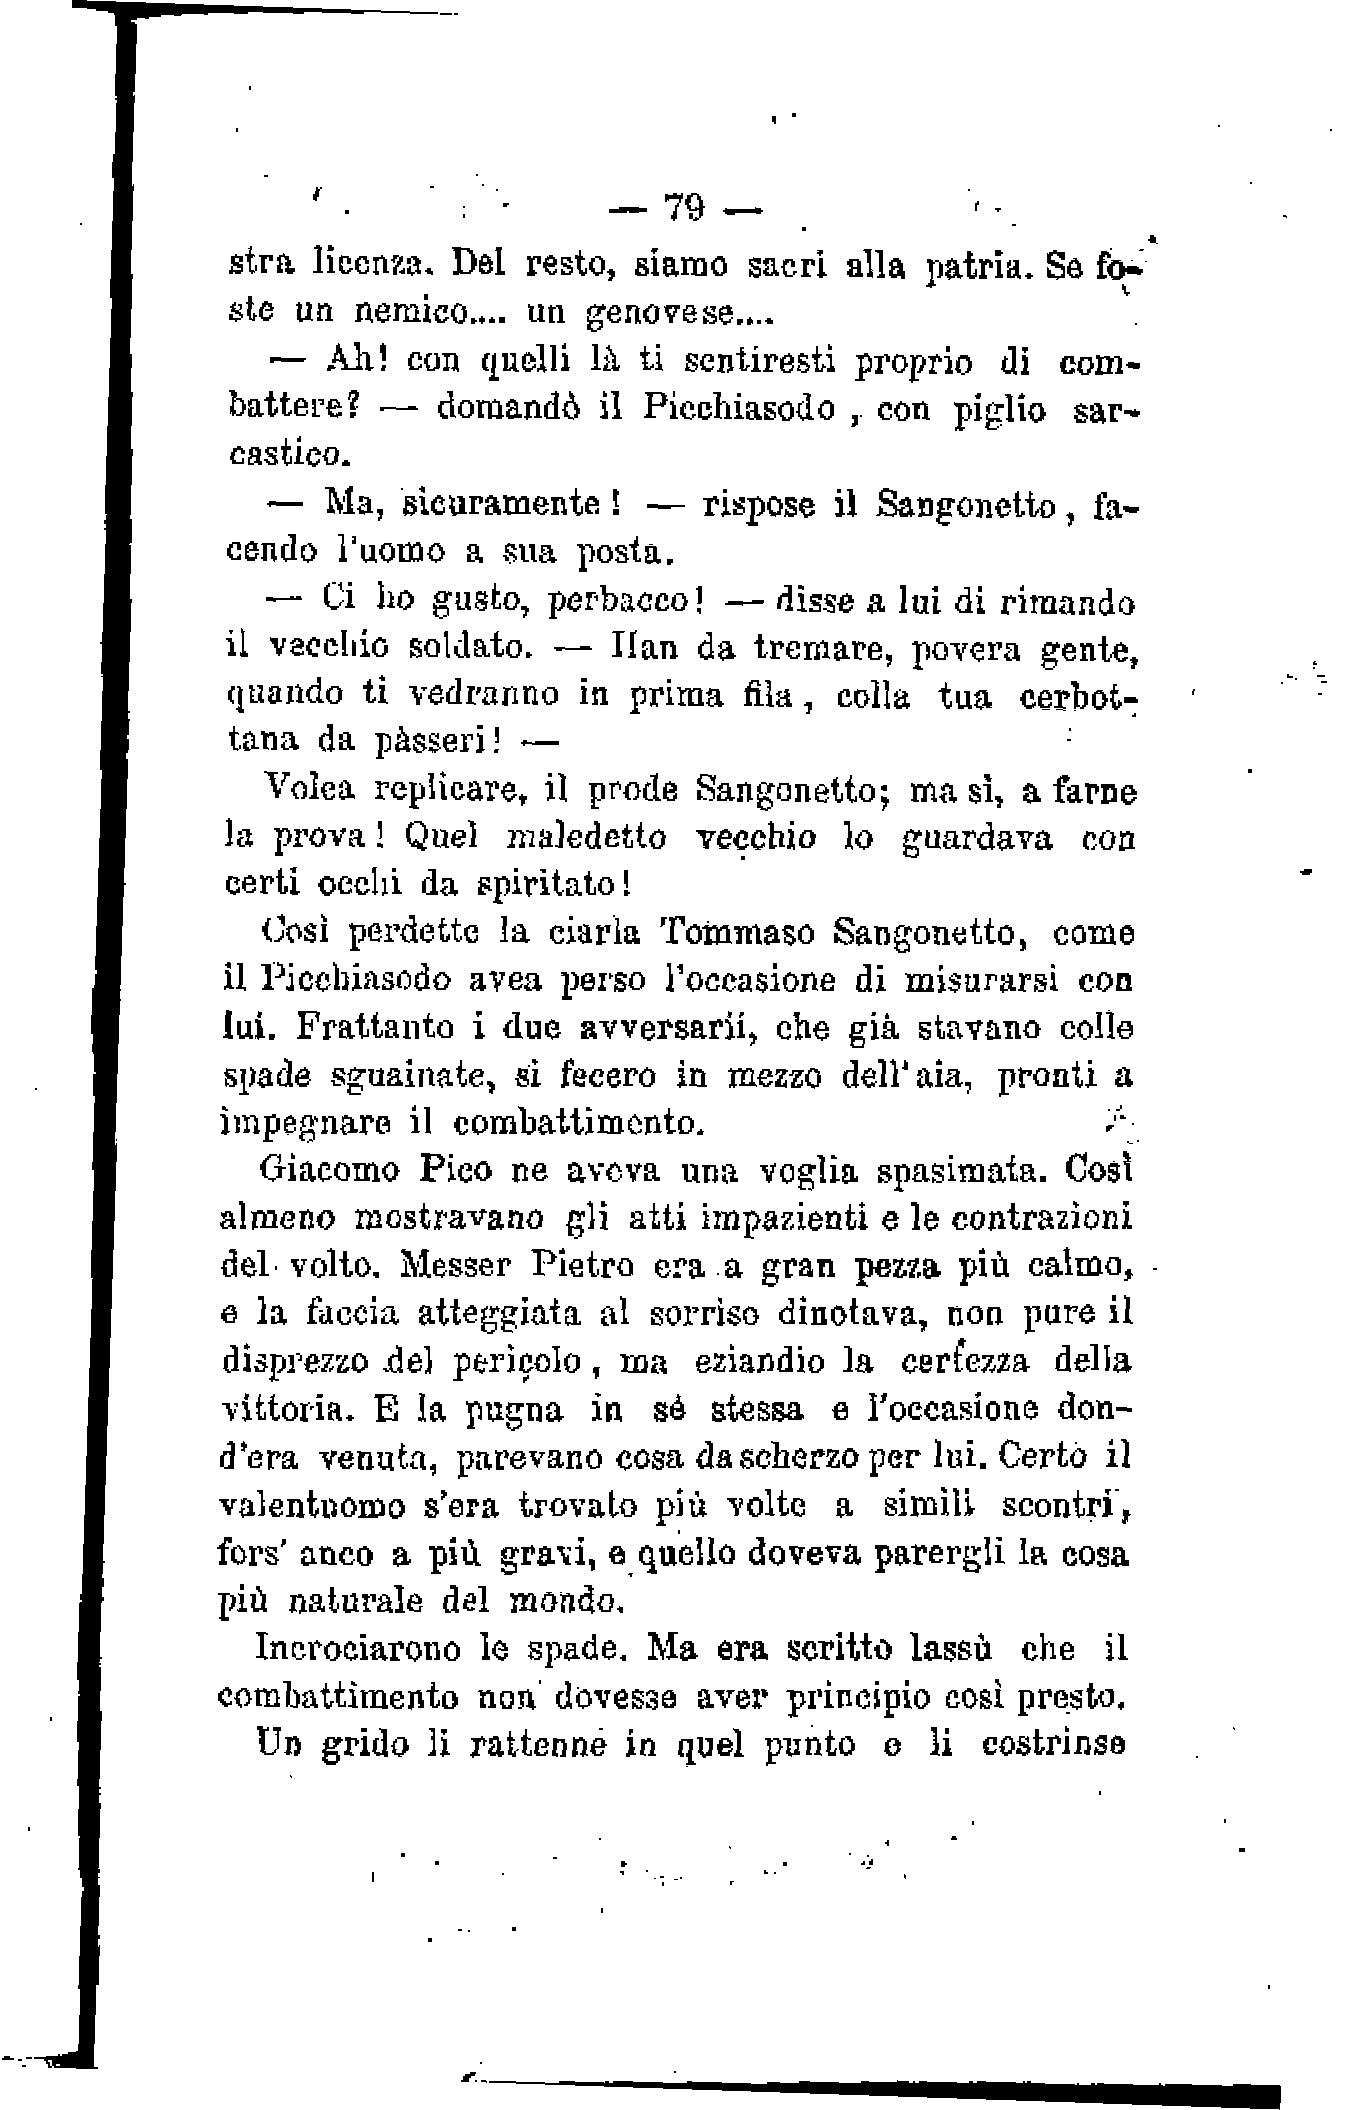 — 79 —
stra licenza. Del resto, siamo sacri alla patria. Se fo-
ste un nemico.... un genovese....
— Ah! con quelli là ti sentiresti proprio di com-
battere? — domandò il Picchiasodo, con piglio sar-
castico.
— Ma, sicuramente! — rispose il Sangonetto, fa-
cendo l'uomo a sua posta.
— Ci ho gusto, perbacco! — disse a lui di rimando
il vecchio soldato. — Han da tremare, povera gente,
quando ti vedranno in prima fila, colla tua cerbot-
tana da pàsseri! —
Volea replicare, il prode Sangonetto; ma sì, a farne
la prova! Quel maledetto vecchio lo guardava con
certi occhi da spiritato!
Così perdette la ciarla Tommaso Sangonetto, come
il Picchiasodo avea perso l'occasione di misurarsi con
lui. Frattanto i due avversarii, che già stavano colle
spade sguainate, si fecero in mezzo dell'aia, pronti a
impegnare il combattimento.
Giacomo Pico ne aveva una voglia spasimata. Così
almeno mostravano gli atti impazienti e le contrazioni
del volto. Messer Pietro era a gran pezza più calmo,
e la faccia atteggiata al sorriso dinotava, non pure il
disprezzo del pericolo, ma eziandio la certezza della
vittoria. E la pugna in sè stessa e l'occasione don-
d'era venuta, parevano cosa da scherzo per lui. Certo il
valentuomo s'era trovato più volte a simili scontri,
fors' anco a più gravi, e quello doveva parergli la cosa
più naturale del mondo.
Incrociarono le spade. Ma era scritto lassù che il
combattimento non dovesse aver principio così presto.
Un grido li rattenne in quel punto e li costrinse